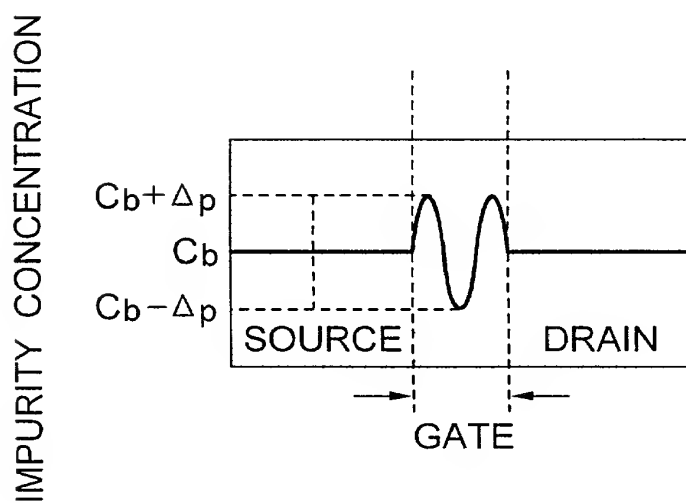 IMPURITY CONCENTRATION
Cb+Δp
Cb
Cb−Δp
SOURCE
DRAIN
GATE